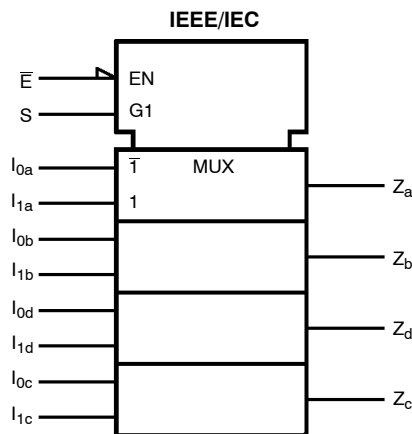 IEEE/IEC
E̅ EN
S G1
I0a 1̅ MUX
Za
I1a 1
I0b
Zb
I1b
I0d
Zd
I1d
I0c
Zc
I1c